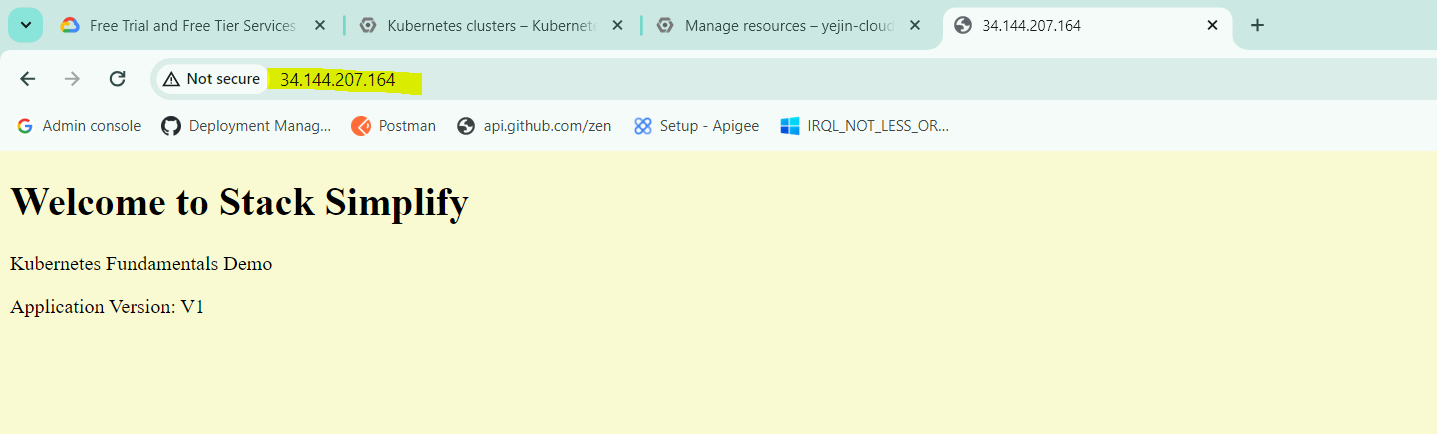 Free Trial and Free Tier Services
Kubernetes clusters – Kubernete
Manage resources – yejin-cloud
34.144.207.164
Not secure
34.144.207.164
Admin console
Deployment Manag...
Postman
api.github.com/zen
Setup - Apigee
IRQL_NOT_LESS_OR...
Welcome to Stack Simplify
Kubernetes Fundamentals Demo
Application Version: V1